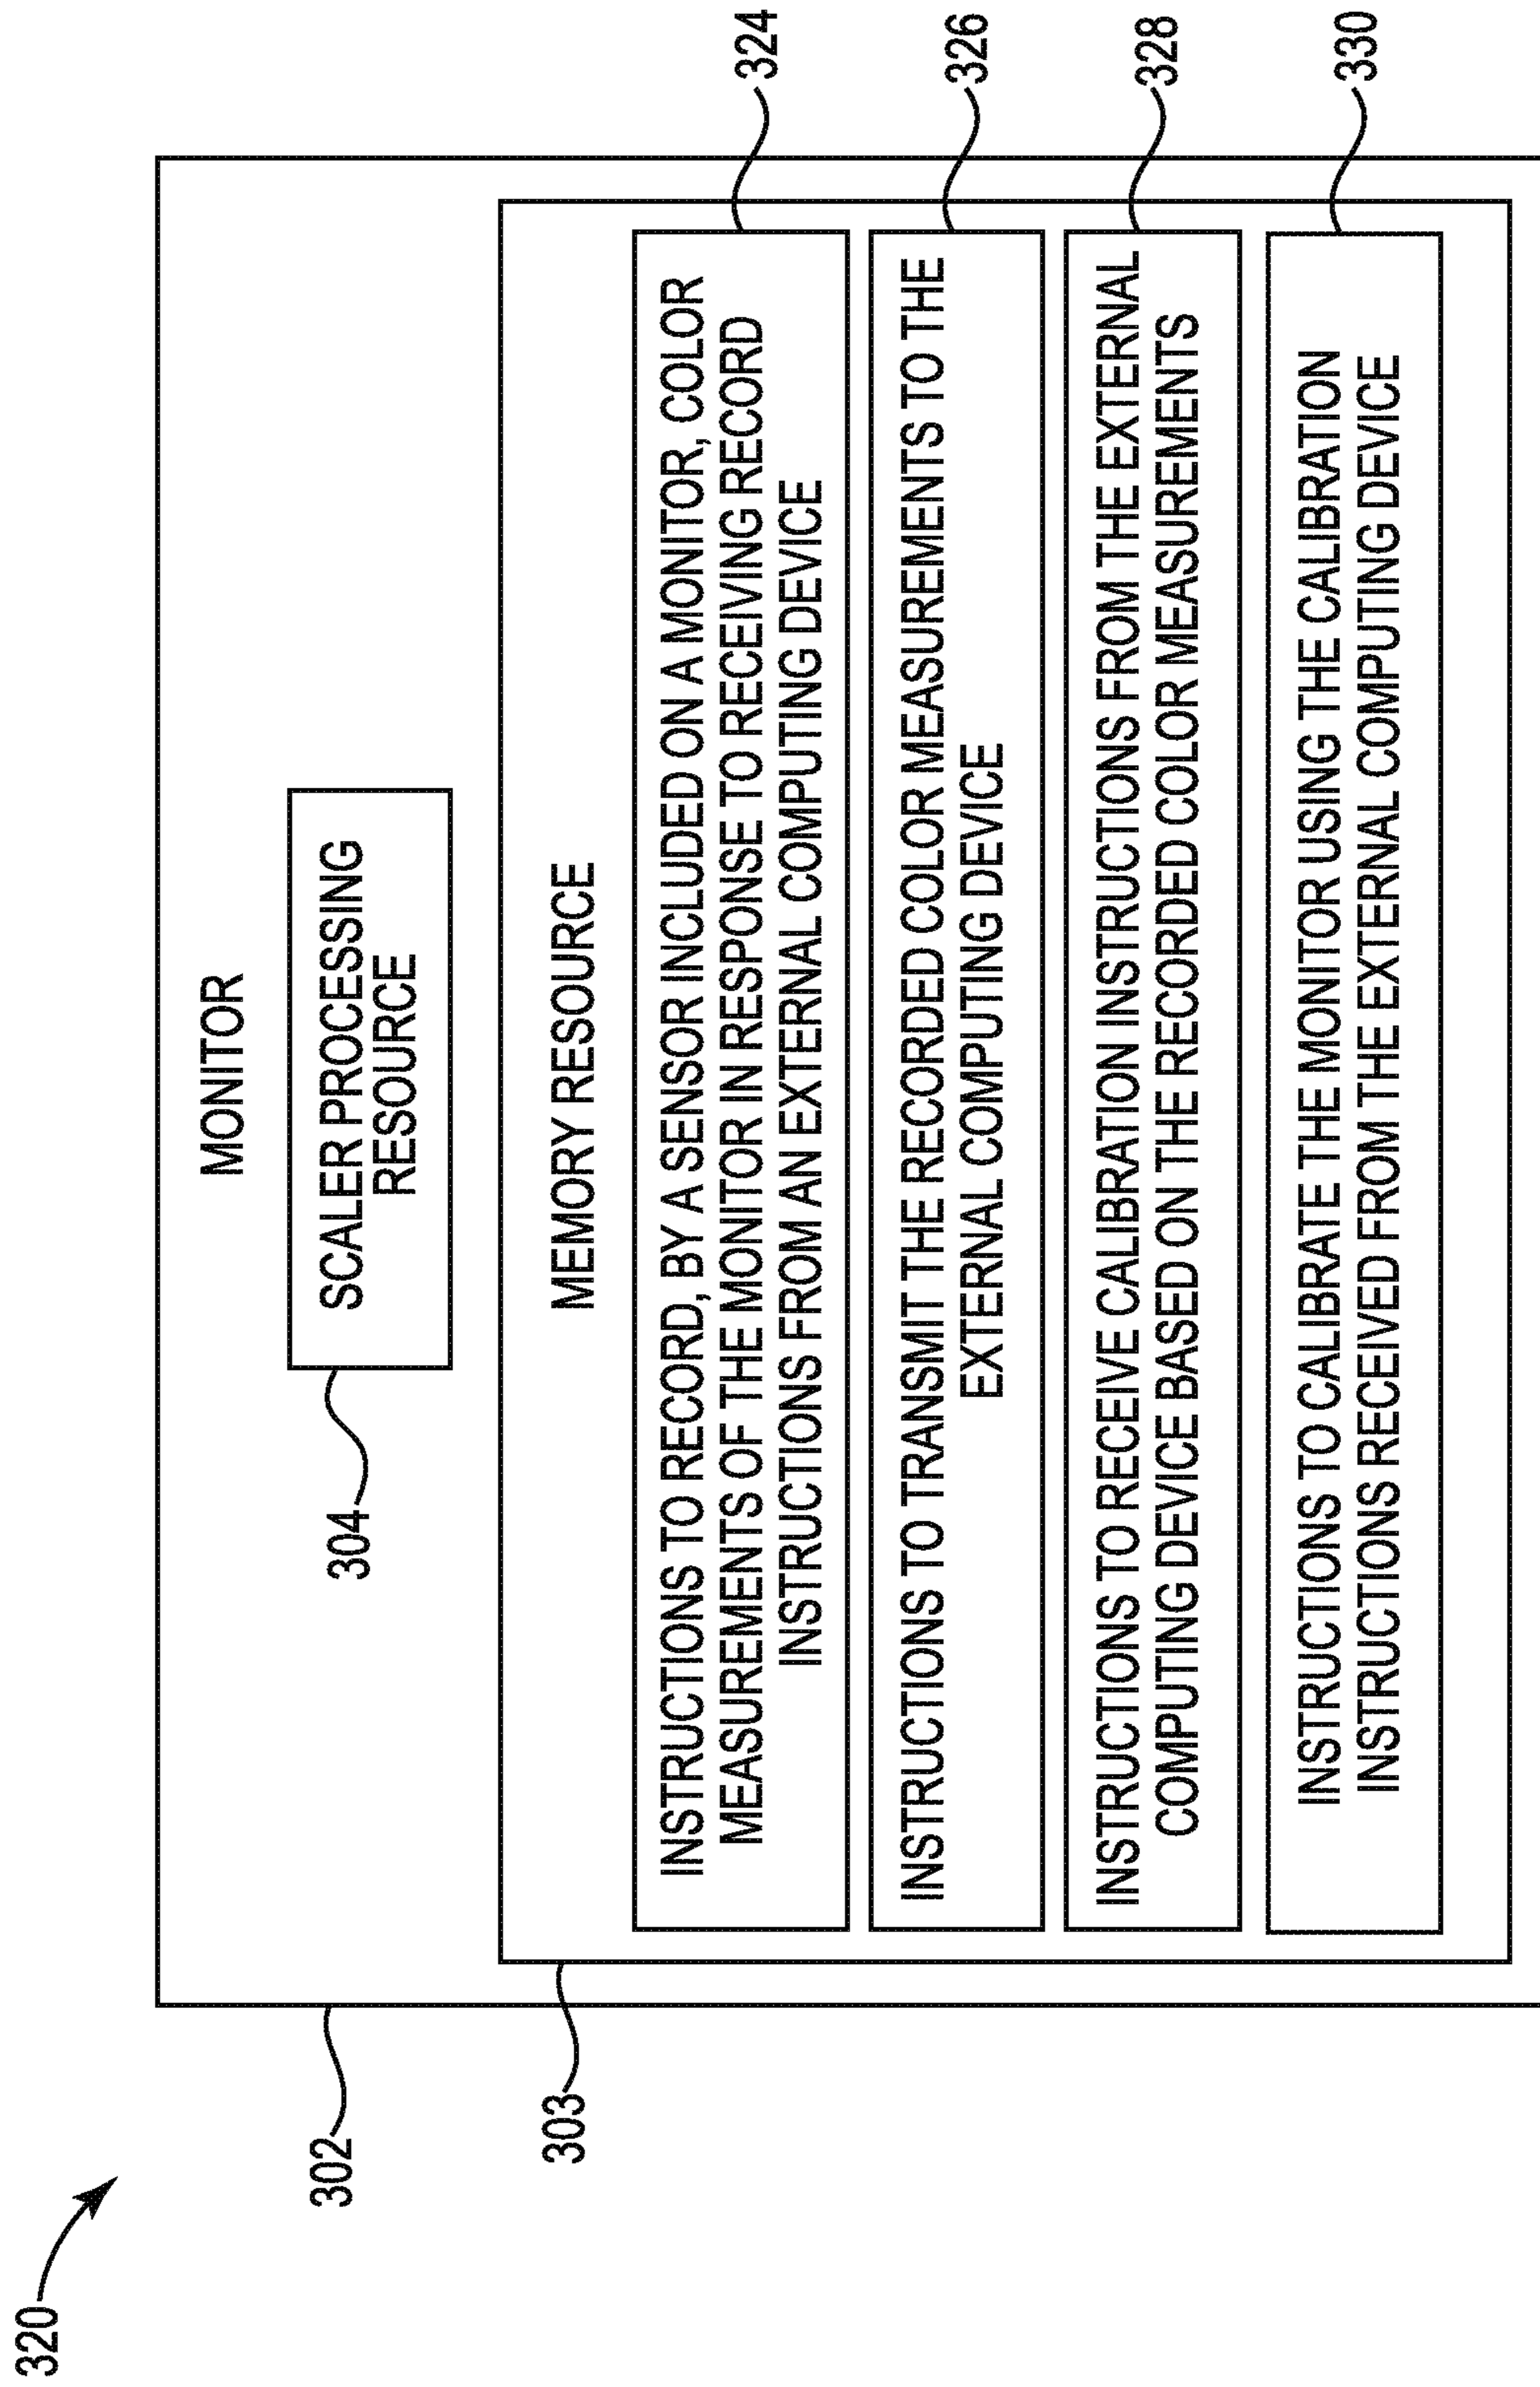 320
302
MONITOR
304
SCALER PROCESSING
RESOURCE
303
MEMORY RESOURCE
INSTRUCTIONS TO RECORD, BY A SENSOR INCLUDED ON A MONITOR, COLOR
MEASUREMENTS OF THE MONITOR IN RESPONSE TO RECEIVING RECORD
INSTRUCTIONS FROM AN EXTERNAL COMPUTING DEVICE
324
INSTRUCTIONS TO TRANSMIT THE RECORDED COLOR MEASUREMENTS TO THE
EXTERNAL COMPUTING DEVICE
326
INSTRUCTIONS TO RECEIVE CALIBRATION INSTRUCTIONS FROM THE EXTERNAL
COMPUTING DEVICE BASED ON THE RECORDED COLOR MEASUREMENTS
328
INSTRUCTIONS TO CALIBRATE THE MONITOR USING THE CALIBRATION
INSTRUCTIONS RECEIVED FROM THE EXTERNAL COMPUTING DEVICE
330